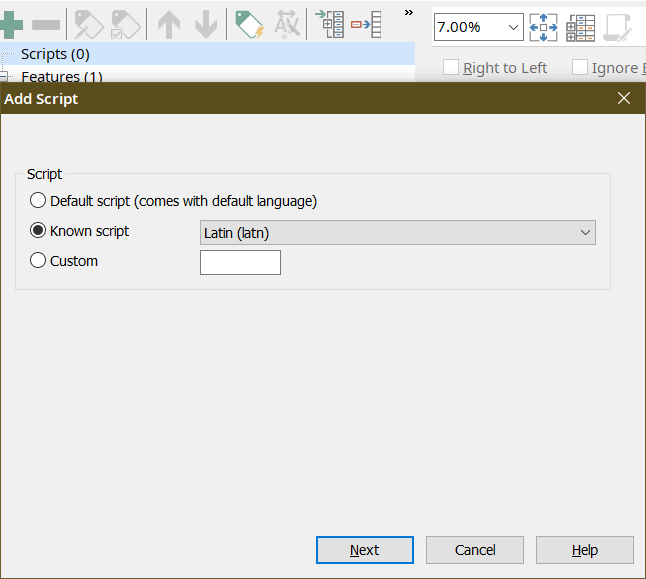 »
7.00%
Scripts (0)
Features (1)
Right to Left
Ignore
Add Script
Script
Default script (comes with default language)
Known script
Latin (latn)
Custom
Next
Cancel
Help